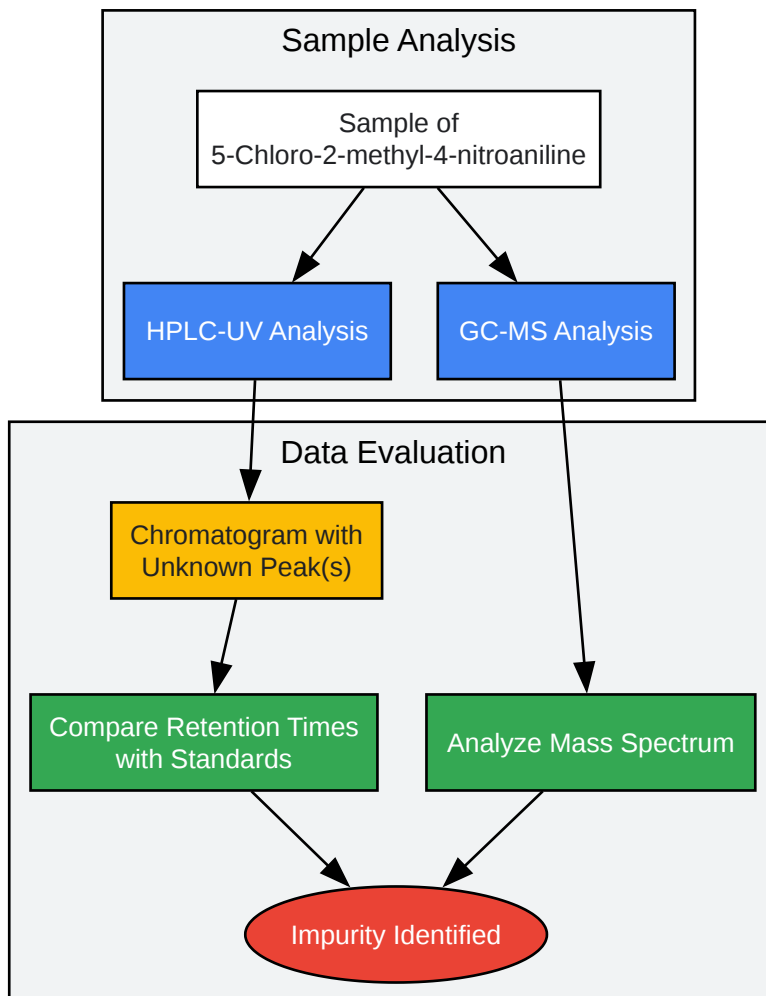 Sample Analysis
Sample of
5-Chloro-2-methyl-4-nitroaniline
HPLC-UV Analysis
GC-MS Analysis
Data Evaluation
Chromatogram with
Unknown Peak(s)
Compare Retention Times
with Standards
Analyze Mass Spectrum
Impurity Identified